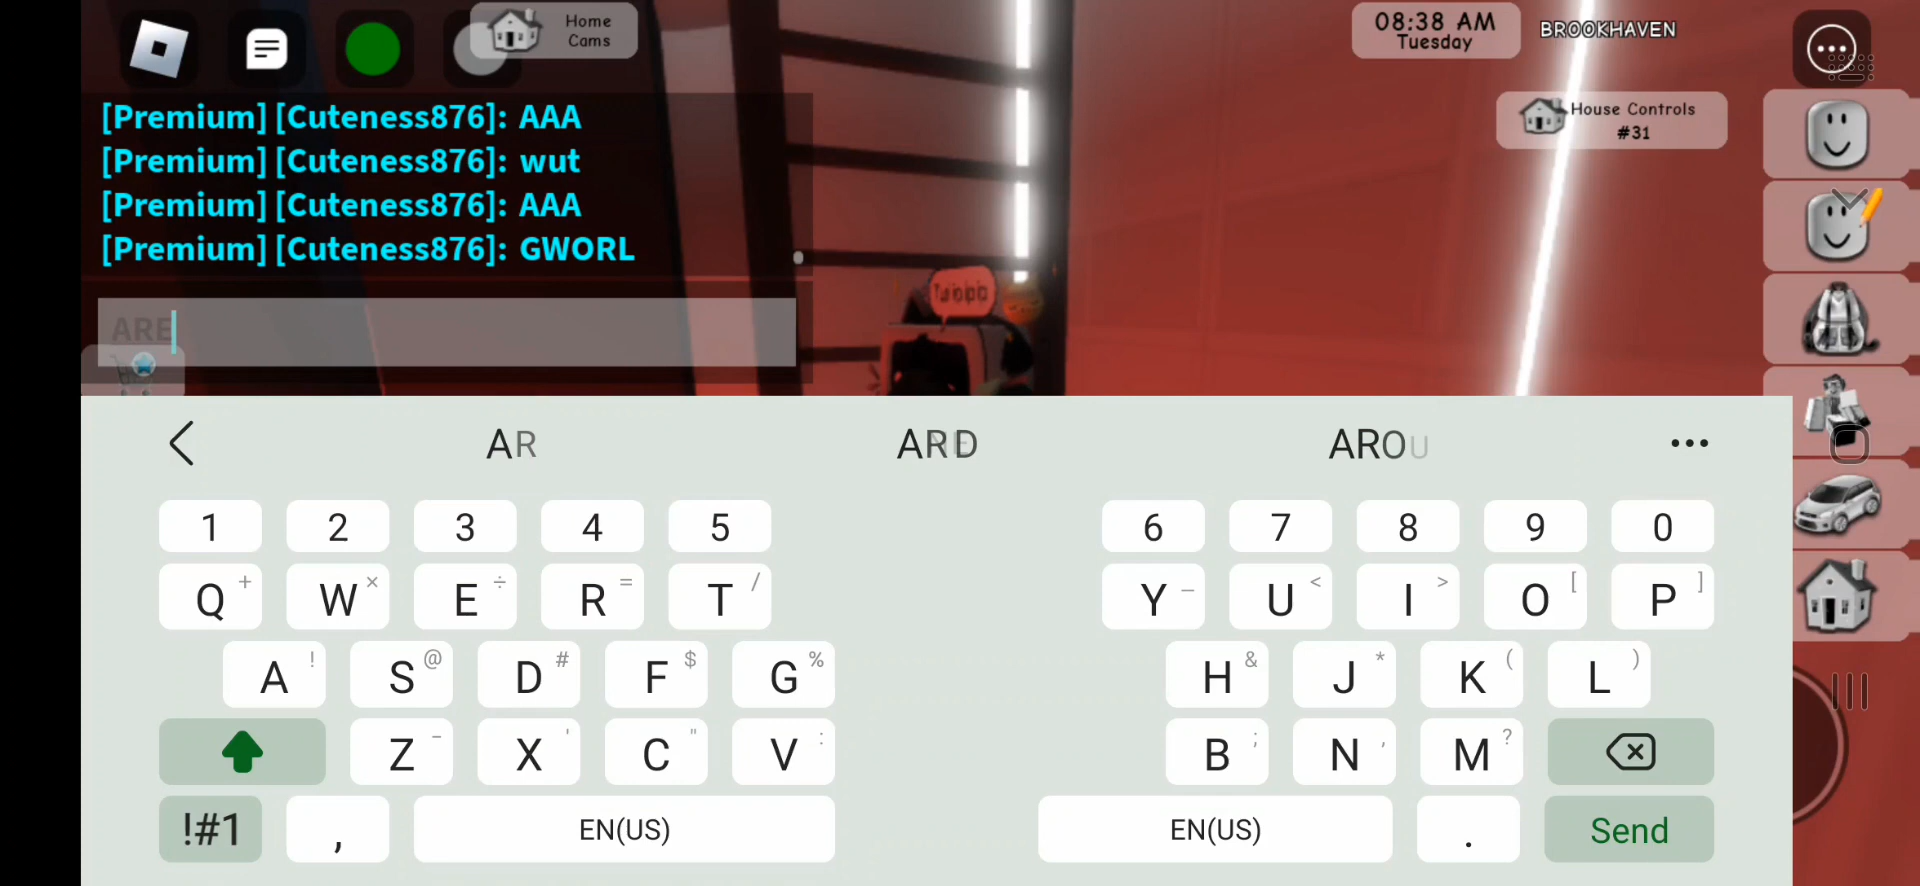 Home
Cams
08:38 AM
Tuesday
BROOKHAVEN
House Controls
#31
[Premium] [Cuteness876]: AAA
[Premium] [Cuteness876]: wut
[Premium] [Cuteness876]: AAA
[Premium] [Cuteness876]: GWORL
ARE
AR ARD AROU
1 2 3 4 5 6 7 8 9 0
Q + W × E ÷ R = T / Y _ U < I > O [ P ]
A ! S @ D # F $ G % H & J * K ( L )
Z - X ' C " V : B ; N , M ?
!#1 , EN(US) EN(US) . Send